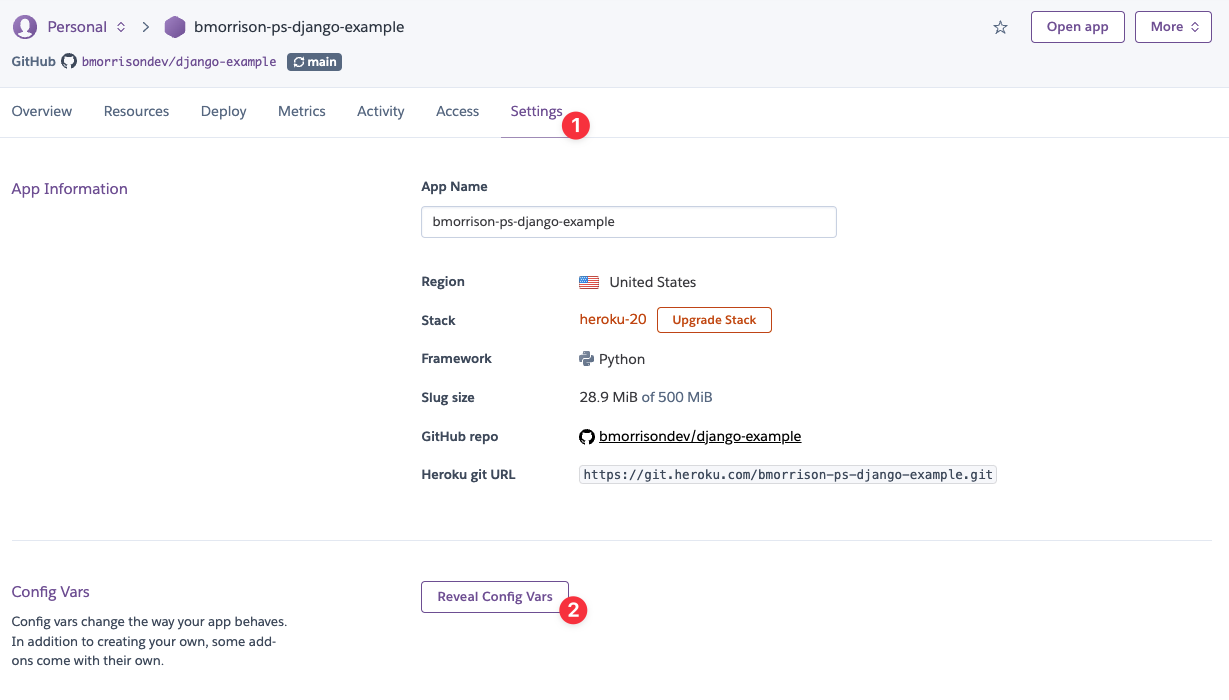 Personal bmorrison-ps-django-example Open app More
GitHub bmorrisondev/django-example main
Overview Resources Deploy Metrics Activity Access Settings 1
App Information
App Name
bmorrison-ps-django-example
Region United States
Stack heroku-20 Upgrade Stack
Framework Python
Slug size 28.9 MiB of 500 MiB
GitHub repo bmorrisondev/django-example
Heroku git URL https://git.heroku.com/bmorrison-ps-django-example.git
Config Vars
Reveal Config Vars 2
Config vars change the way your app behaves.
In addition to creating your own, some add-
ons come with their own.